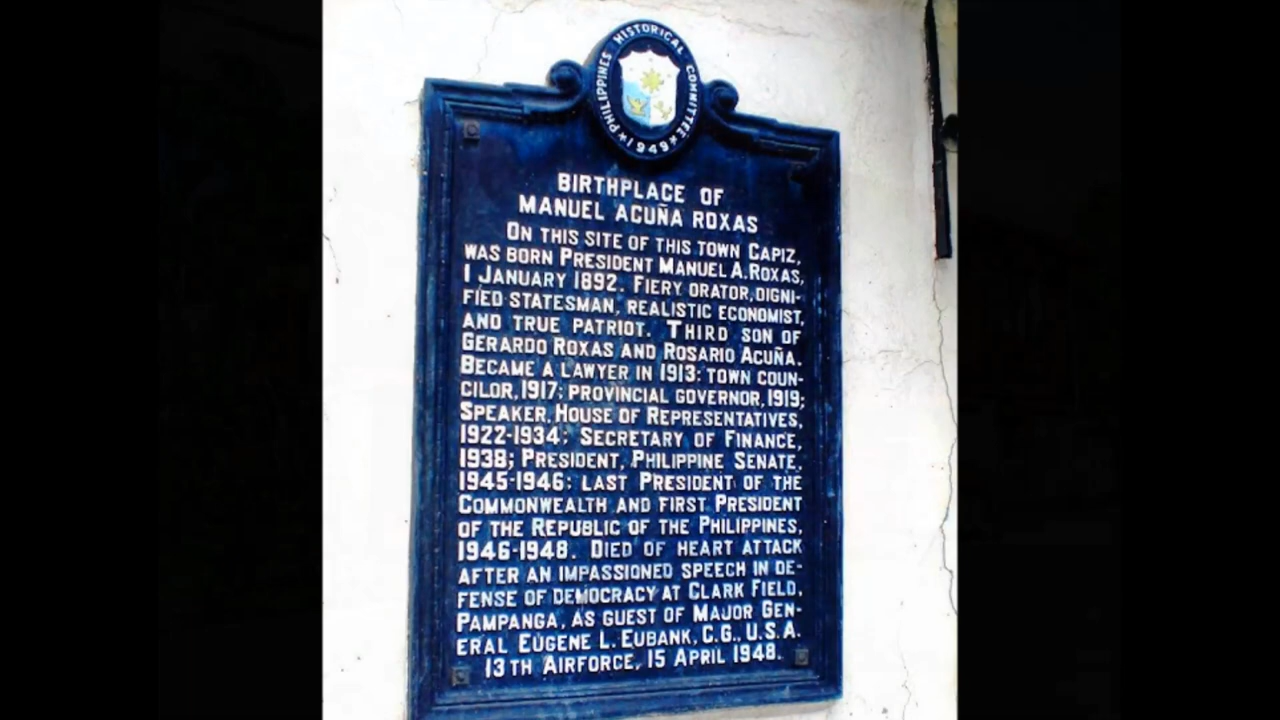 PHILIPPINES HISTORICAL COMMITTEE
★ 1949 ★
BIRTHPLACE OF
MANUEL ACUÑA ROXAS
ON THIS SITE OF THIS TOWN CAPIZ,
WAS BORN PRESIDENT MANUEL A. ROXAS,
1 JANUARY 1892. FIERY ORATOR, DIGNI-
FIED STATESMAN, REALISTIC ECONOMIST,
AND TRUE PATRIOT. THIRD SON OF
GERARDO ROXAS AND ROSARIO ACUÑA.
BECAME A LAWYER IN 1913: TOWN COUN-
CILOR, 1917; PROVINCIAL GOVERNOR, 1919;
SPEAKER, HOUSE OF REPRESENTATIVES,
1922-1934; SECRETARY OF FINANCE,
1938; PRESIDENT, PHILIPPINE SENATE,
1945-1946: LAST PRESIDENT OF THE
COMMONWEALTH AND FIRST PRESIDENT
OF THE REPUBLIC OF THE PHILIPPINES,
1946-1948. DIED OF HEART ATTACK
AFTER AN IMPASSIONED SPEECH IN DE-
FENSE OF DEMOCRACY AT CLARK FIELD,
PAMPANGA, AS GUEST OF MAJOR GEN-
ERAL EUGENE L. EUBANK, C.G., U.S.A.
13TH AIRFORCE, 15 APRIL 1948.